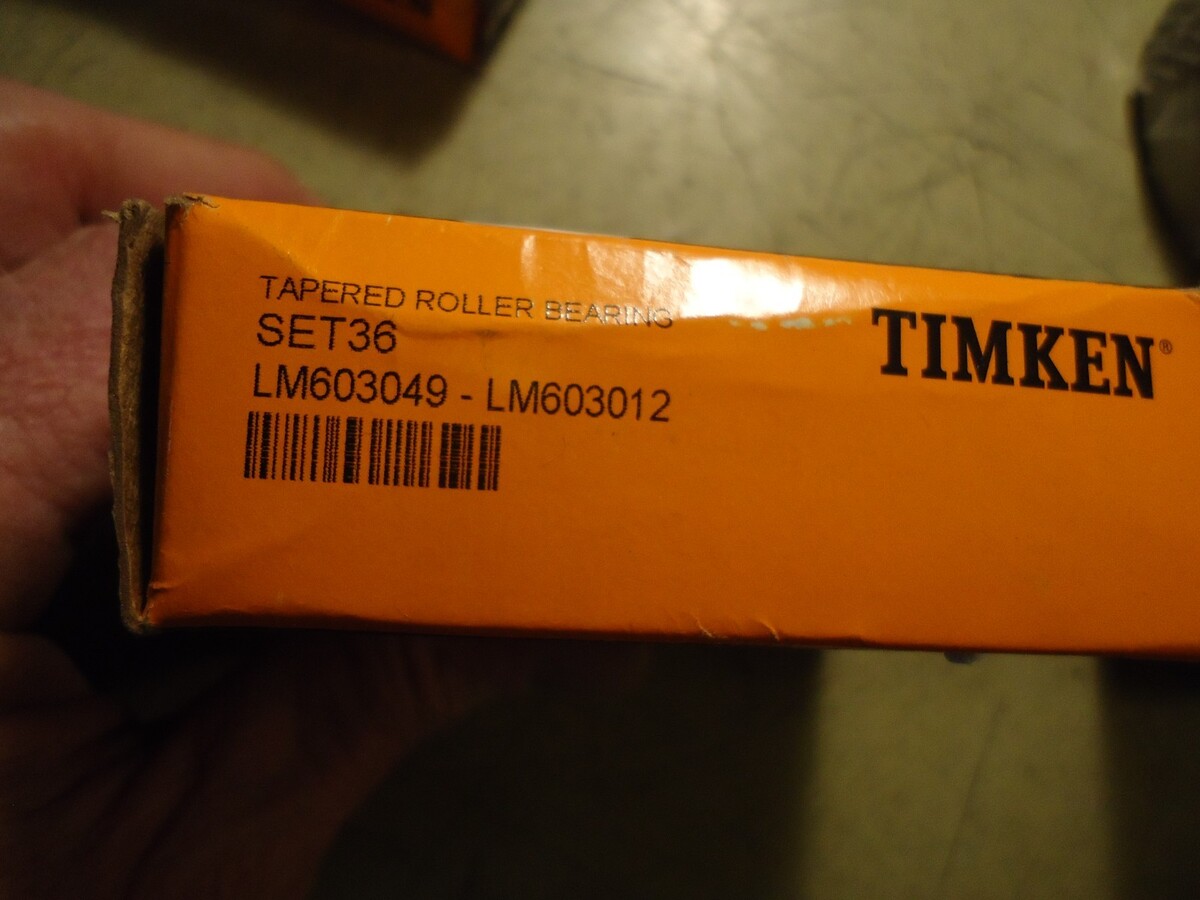 TAPERED ROLLER BEARING
SET36
LM603049 - LM603012
TIMKEN®